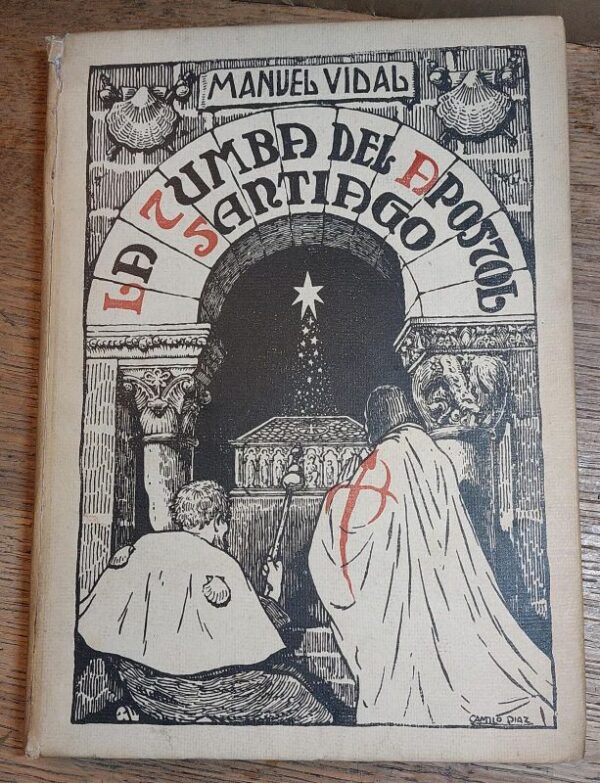 MANUEL VIDAL
LA TUMBA DEL APOSTOL
SANTIAGO
CAMILO DIAZ